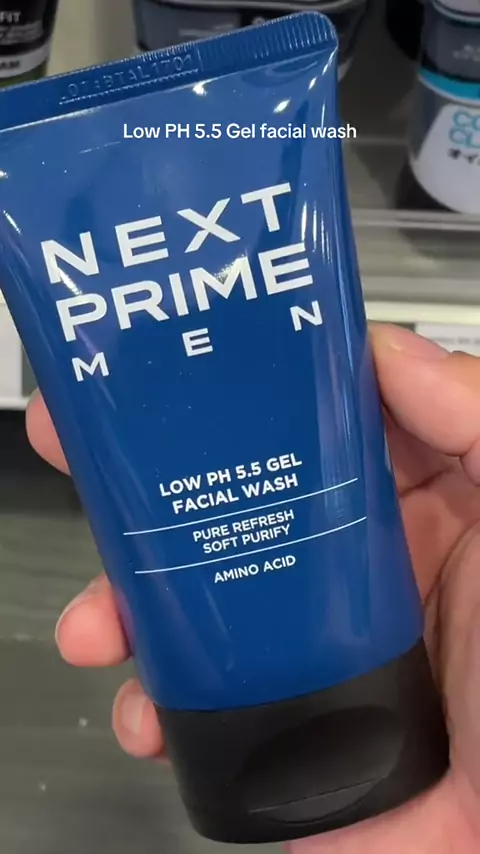 FIT
Low PH 5.5 Gel facial wash
NEXT
PRIME
MEN
LOW PH 5.5 GEL
FACIAL WASH
PURE REFRESH
SOFT PURIFY
AMINO ACID